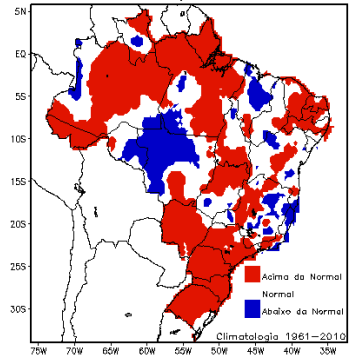 5N
EQ
5S
10S
15S
20S
25S
30S
Acima da Normal
Normal
Abaixo da Normal
Climatologia 1961-2010
75W 70W 65W 60W 55W 50W 45W 40W 35W